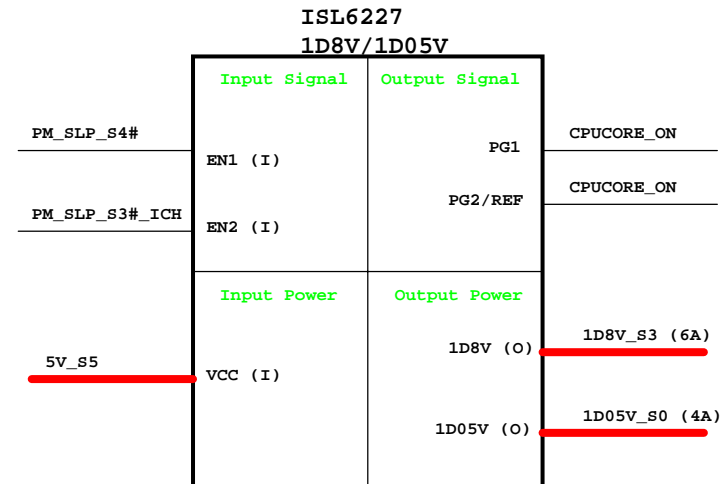 ISL6227
1D8V/1D05V
Input Signal
Output Signal
PM_SLP_S4#
EN1 (I)
PG1
CPUCORE_ON
PM_SLP_S3#_ICH
EN2 (I)
PG2/REF
CPUCORE_ON
Input Power
Output Power
5V_S5
VCC (I)
1D8V (O)
1D8V_S3 (6A)
1D05V (O)
1D05V_S0 (4A)